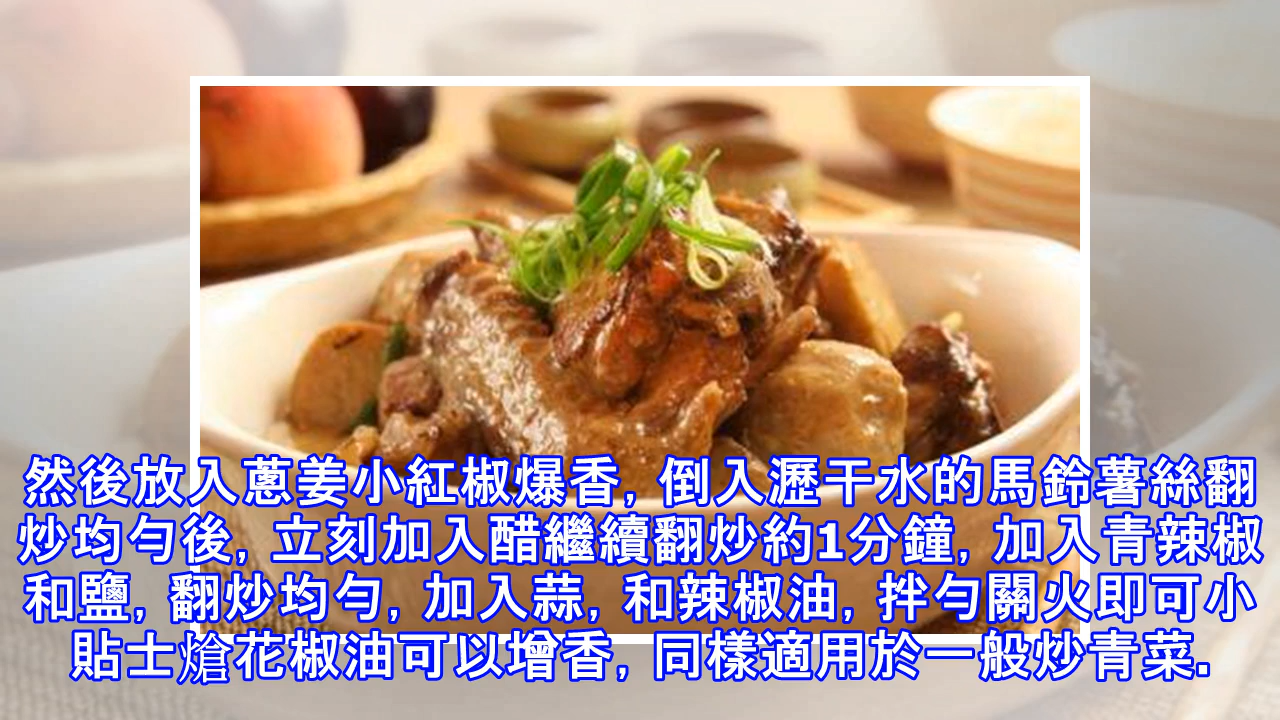 然後放入蔥姜小紅椒爆香, 倒入瀝干水的馬鈴薯絲翻
炒均勻後, 立刻加入醋繼續翻炒約1分鐘, 加入青辣椒
和鹽, 翻炒均勻, 加入蒜, 和辣椒油, 拌勻關火即可小
貼士熗花椒油可以增香, 同樣適用於一般炒青菜.